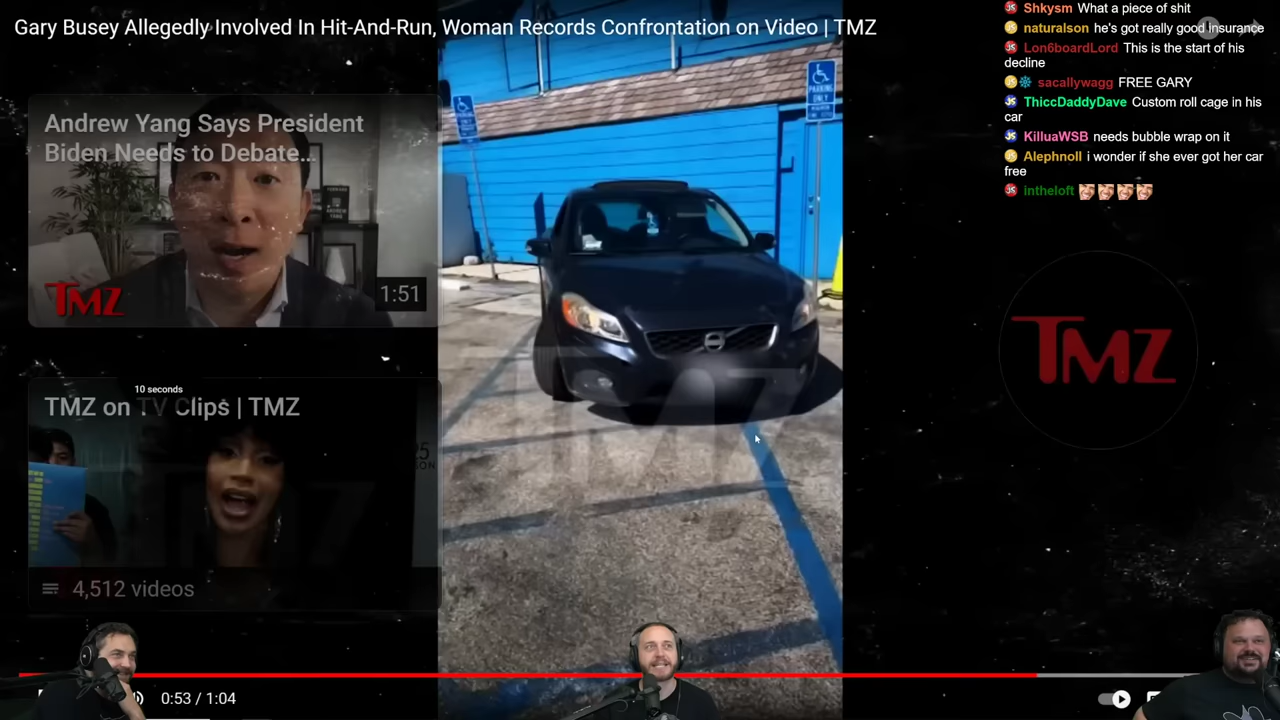 Gary Busey Allegedly Involved In Hit-And-Run, Woman Records Confrontation on Video | TMZ
Andrew Yang Says President
Biden Needs to Debate...
TMZ
1:51
10 seconds
TMZ on TV Clips | TMZ
4,512 videos
PARKING
ONLY
TMZ
TMZ
0:53 / 1:04
Shkysm What a piece of shit
naturalson he's got really good insurance
Lon6boardLord This is the start of his
decline
sacallywagg FREE GARY
ThiccDaddyDave Custom roll cage in his
car
KilluaWSB needs bubble wrap on it
Alephnoll i wonder if she ever got her car
free
intheloft